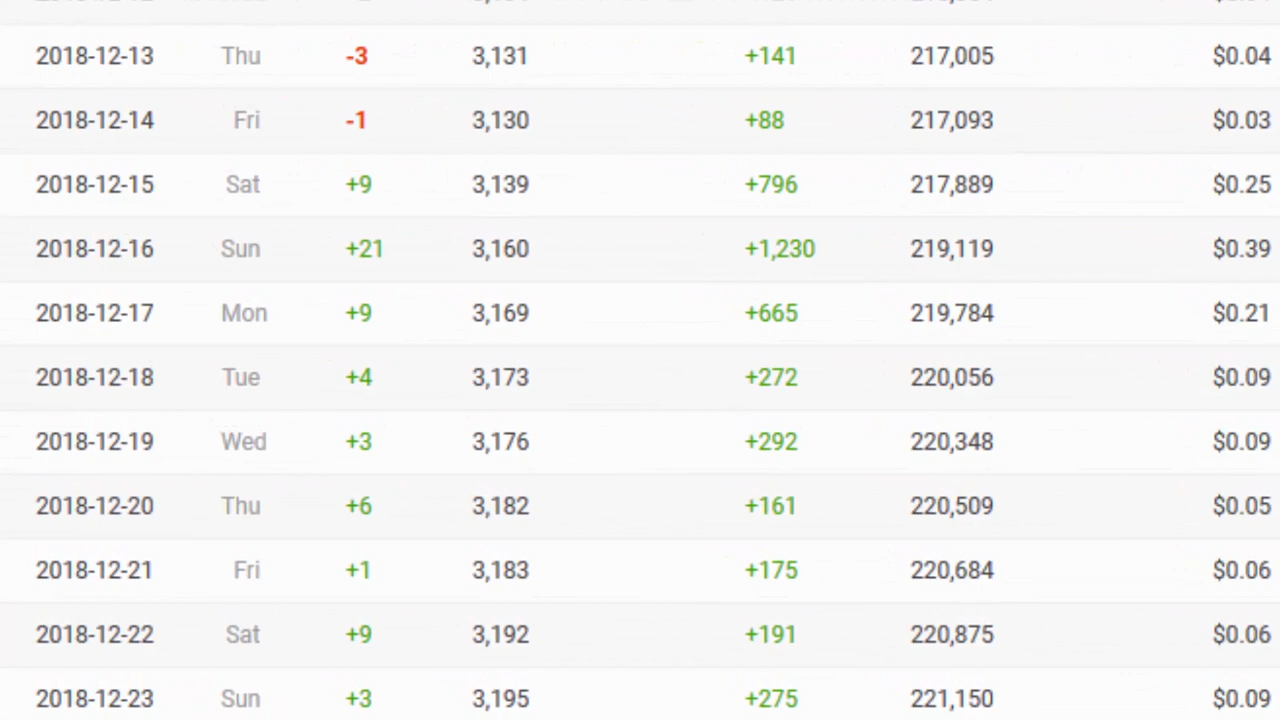 2018-12-13 Thu -3 3,131 +141 217,005 $0.04
2018-12-14 Fri -1 3,130 +88 217,093 $0.03
2018-12-15 Sat +9 3,139 +796 217,889 $0.25
2018-12-16 Sun +21 3,160 +1,230 219,119 $0.39
2018-12-17 Mon +9 3,169 +665 219,784 $0.21
2018-12-18 Tue +4 3,173 +272 220,056 $0.09
2018-12-19 Wed +3 3,176 +292 220,348 $0.09
2018-12-20 Thu +6 3,182 +161 220,509 $0.05
2018-12-21 Fri +1 3,183 +175 220,684 $0.06
2018-12-22 Sat +9 3,192 +191 220,875 $0.06
2018-12-23 Sun +3 3,195 +275 221,150 $0.09